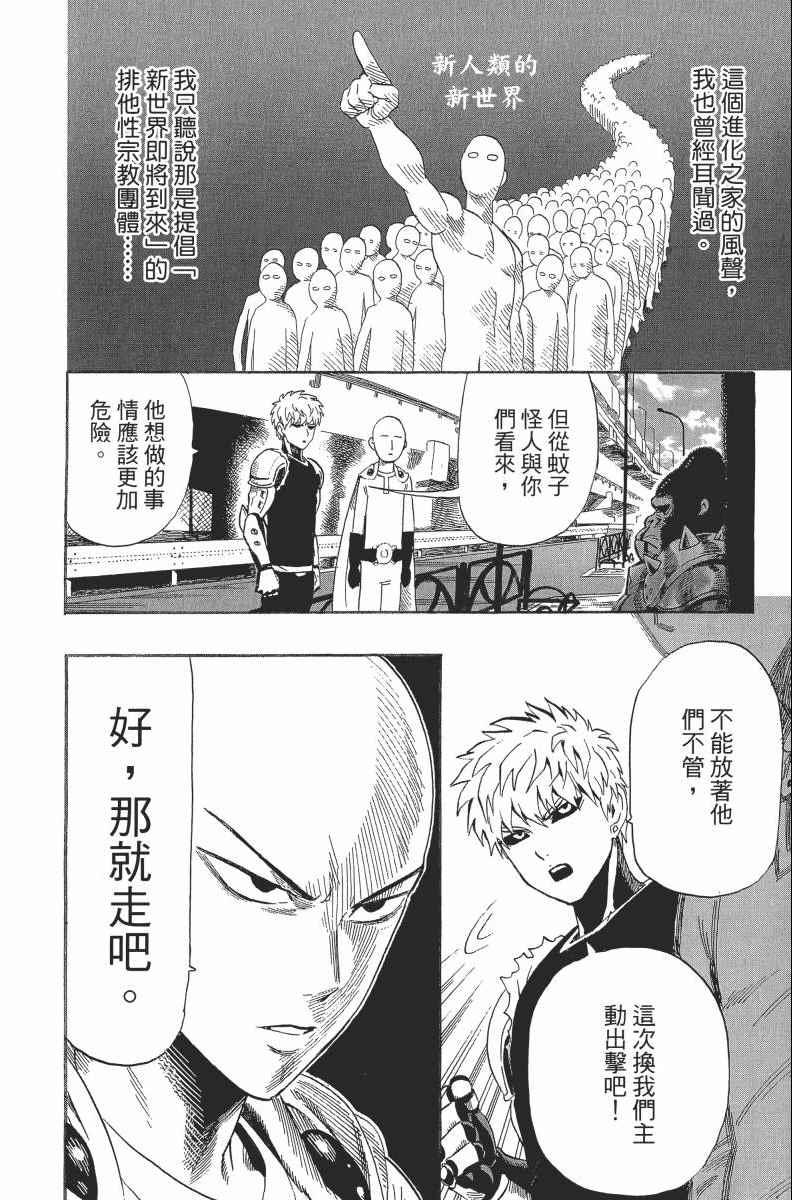 這個進化之家的風聲，
我也曾經耳聞過。
新人類的
新世界
我只聽說那是提倡「
新世界即將到來」的
排他性宗教團體……
但從蚊子
怪人與你
們看來，
他想做的事
情應該更加
危險。
不能放著他
們不管，
這次換我們主
動出擊吧！
好，那就走吧。